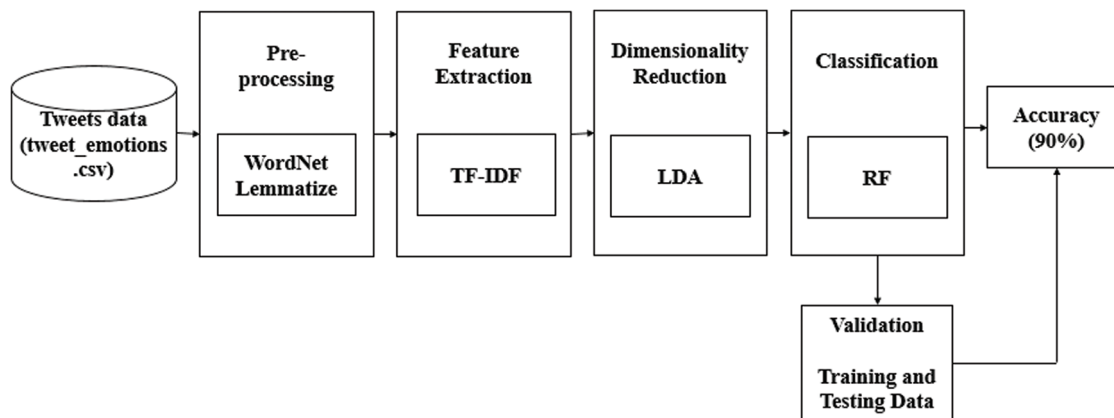 Tweets data
(tweet_emotions
.csv)
Pre-
processing
WordNet
Lemmatize
Feature
Extraction
TF-IDF
Dimensionality
Reduction
LDA
Classification
RF
Accuracy
(90%)
Validation
Training and
Testing Data